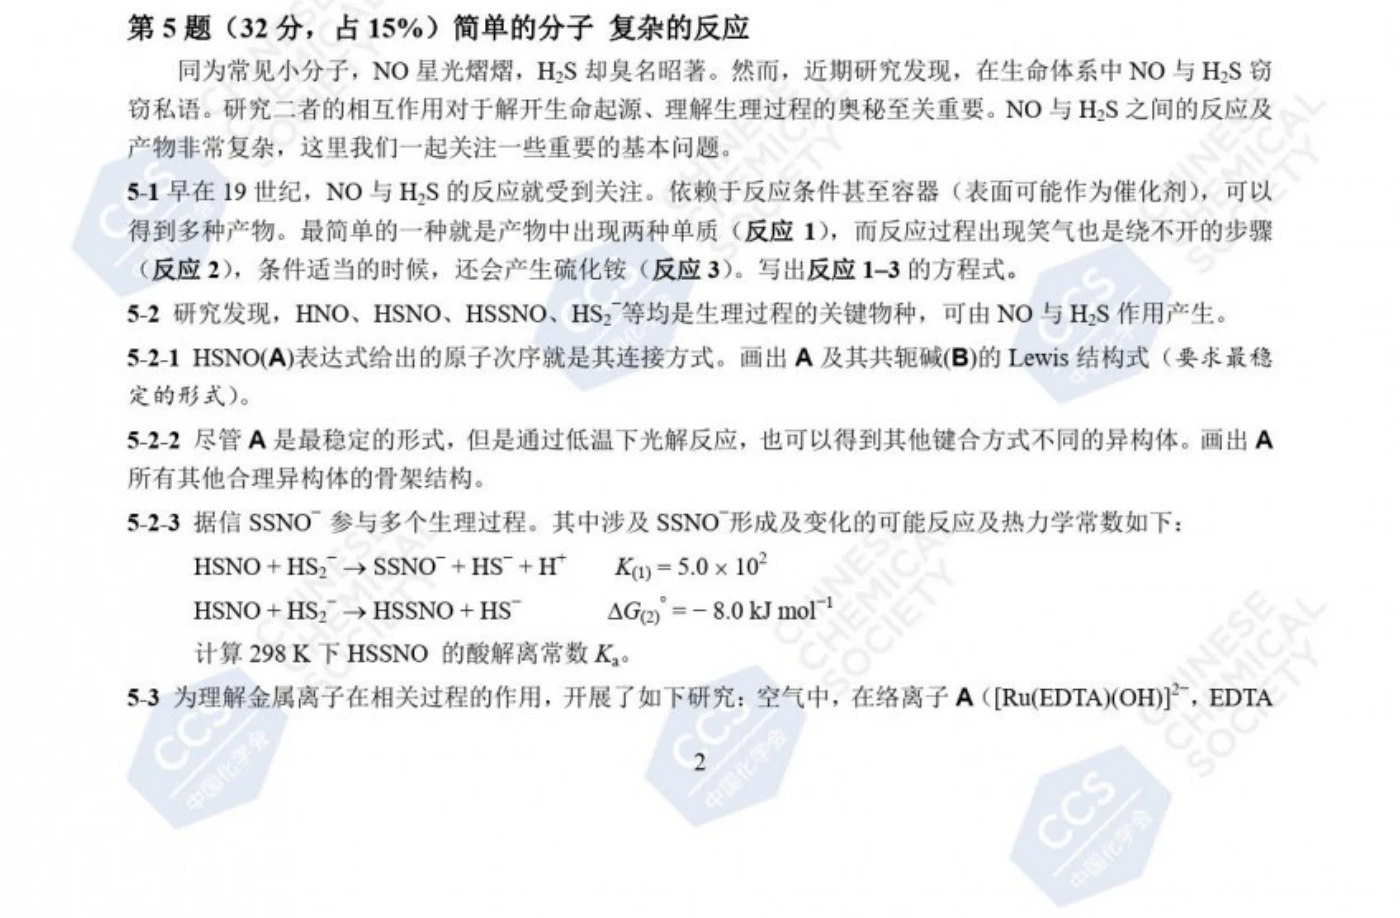 第 5 题（32 分，占 15%）简单的分子 复杂的反应
同为常见小分子，NO 星光熠熠，H₂S 却臭名昭著。然而，近期研究发现，在生命体系中 NO 与 H₂S 窃
窃私语。研究二者的相互作用对于解开生命起源、理解生理过程的奥秘至关重要。NO 与 H₂S 之间的反应及
产物非常复杂，这里我们一起关注一些重要的基本问题。
5-1 早在 19 世纪，NO 与 H₂S 的反应就受到关注。依赖于反应条件甚至容器（表面可能作为催化剂），可以
得到多种产物。最简单的一种就是产物中出现两种单质（反应 1），而反应过程出现笑气也是绕不开的步骤
（反应 2），条件适当的时候，还会产生硫化铵（反应 3）。写出反应 1–3 的方程式。
5-2 研究发现，HNO、HSNO、HSSNO、HS₂⁻等均是生理过程的关键物种，可由 NO 与 H₂S 作用产生。
5-2-1 HSNO(A)表达式给出的原子次序就是其连接方式。画出 A 及其共轭碱(B)的 Lewis 结构式（要求最稳
定的形式）。
5-2-2 尽管 A 是最稳定的形式，但是通过低温下光解反应，也可以得到其他键合方式不同的异构体。画出 A
所有其他合理异构体的骨架结构。
5-2-3 据信 SSNO⁻ 参与多个生理过程。其中涉及 SSNO⁻形成及变化的可能反应及热力学常数如下：
HSNO + HS₂⁻ → SSNO⁻ + HS⁻ + H⁺ K₍₁₎ = 5.0 × 10²
HSNO + HS₂⁻ → HSSNO + HS⁻ ΔG₍₂₎° = − 8.0 kJ mol⁻¹
计算 298 K 下 HSSNO 的酸解离常数 Kₐ。
5-3 为理解金属离子在相关过程的作用，开展了如下研究：空气中，在络离子 A（[Ru(EDTA)(OH)]²⁻，EDTA
2
CCS
中国化学会
CHINESE
CHEMICAL
SOCIETY